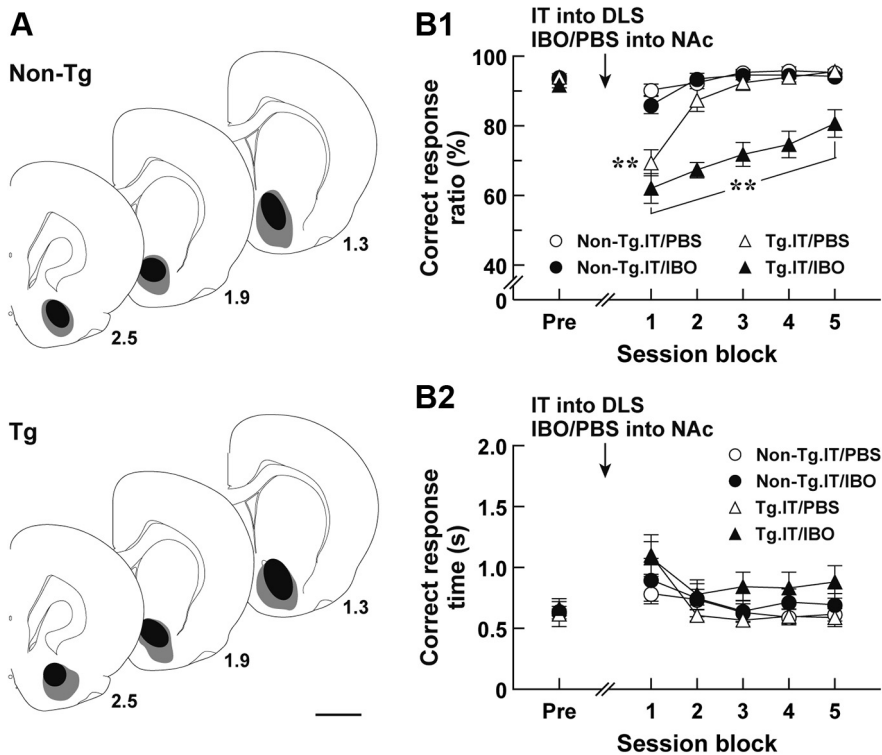 A
Non-Tg
2.5
1.9
1.3
Tg
2.5
1.9
1.3
B1
IT into DLS
IBO/PBS into NAc
Correct response
ratio (%)
100
80
60
40
0
**
**
Non-Tg.IT/PBS
Non-Tg.IT/IBO
Tg.IT/PBS
Tg.IT/IBO
Pre
1
2
3
4
5
Session block
B2
IT into DLS
IBO/PBS into NAc
Correct response
time (s)
2.0
1.5
1.0
0.5
0
Non-Tg.IT/PBS
Non-Tg.IT/IBO
Tg.IT/PBS
Tg.IT/IBO
Pre
1
2
3
4
5
Session block